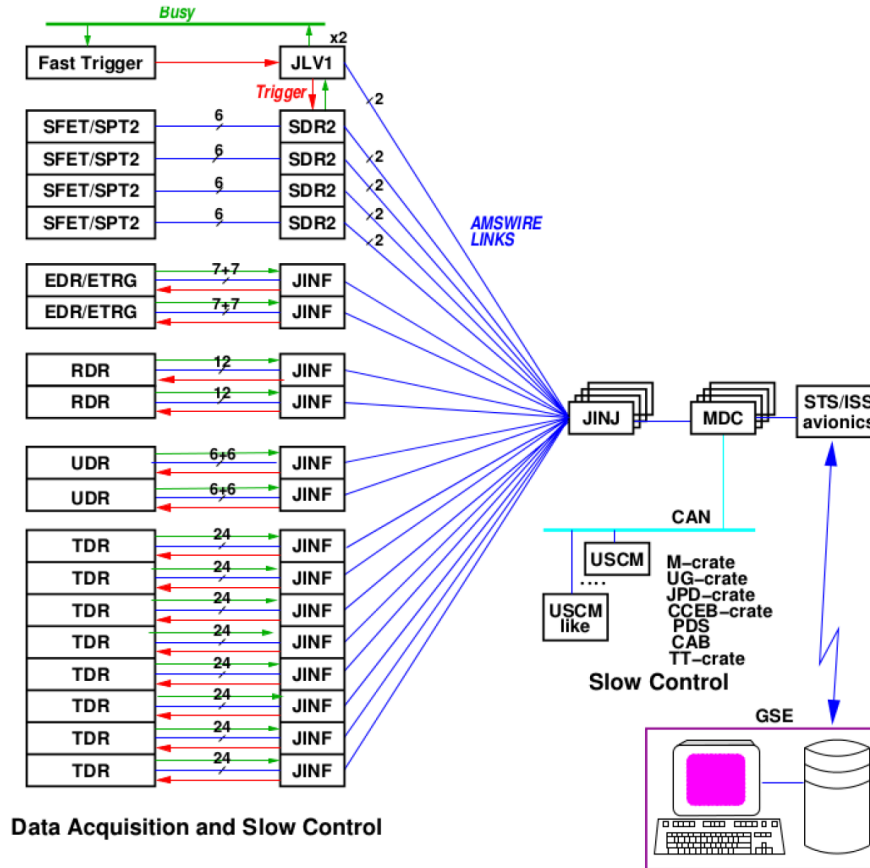 Busy
x2
Fast Trigger
JLV1
Trigger
2
SFET/SPT2
6
SDR2
SFET/SPT2
6
SDR2
2
SFET/SPT2
6
SDR2
2
SFET/SPT2
6
SDR2
2
2
AMSWIRE
LINKS
EDR/ETRG
7+7
JINF
EDR/ETRG
7+7
JINF
RDR
12
JINF
RDR
12
JINF
JINJ
MDC
STS/ISS
avionics
UDR
6+6
JINF
UDR
6+6
JINF
CAN
USCM
....
USCM
like
M-crate
UG-crate
JPD-crate
CCEB-crate
PDS
CAB
TT-crate
Slow Control
TDR
24
JINF
TDR
24
JINF
TDR
24
JINF
TDR
24
JINF
TDR
24
JINF
TDR
24
JINF
TDR
24
JINF
TDR
24
JINF
GSE
Data Acquisition and Slow Control